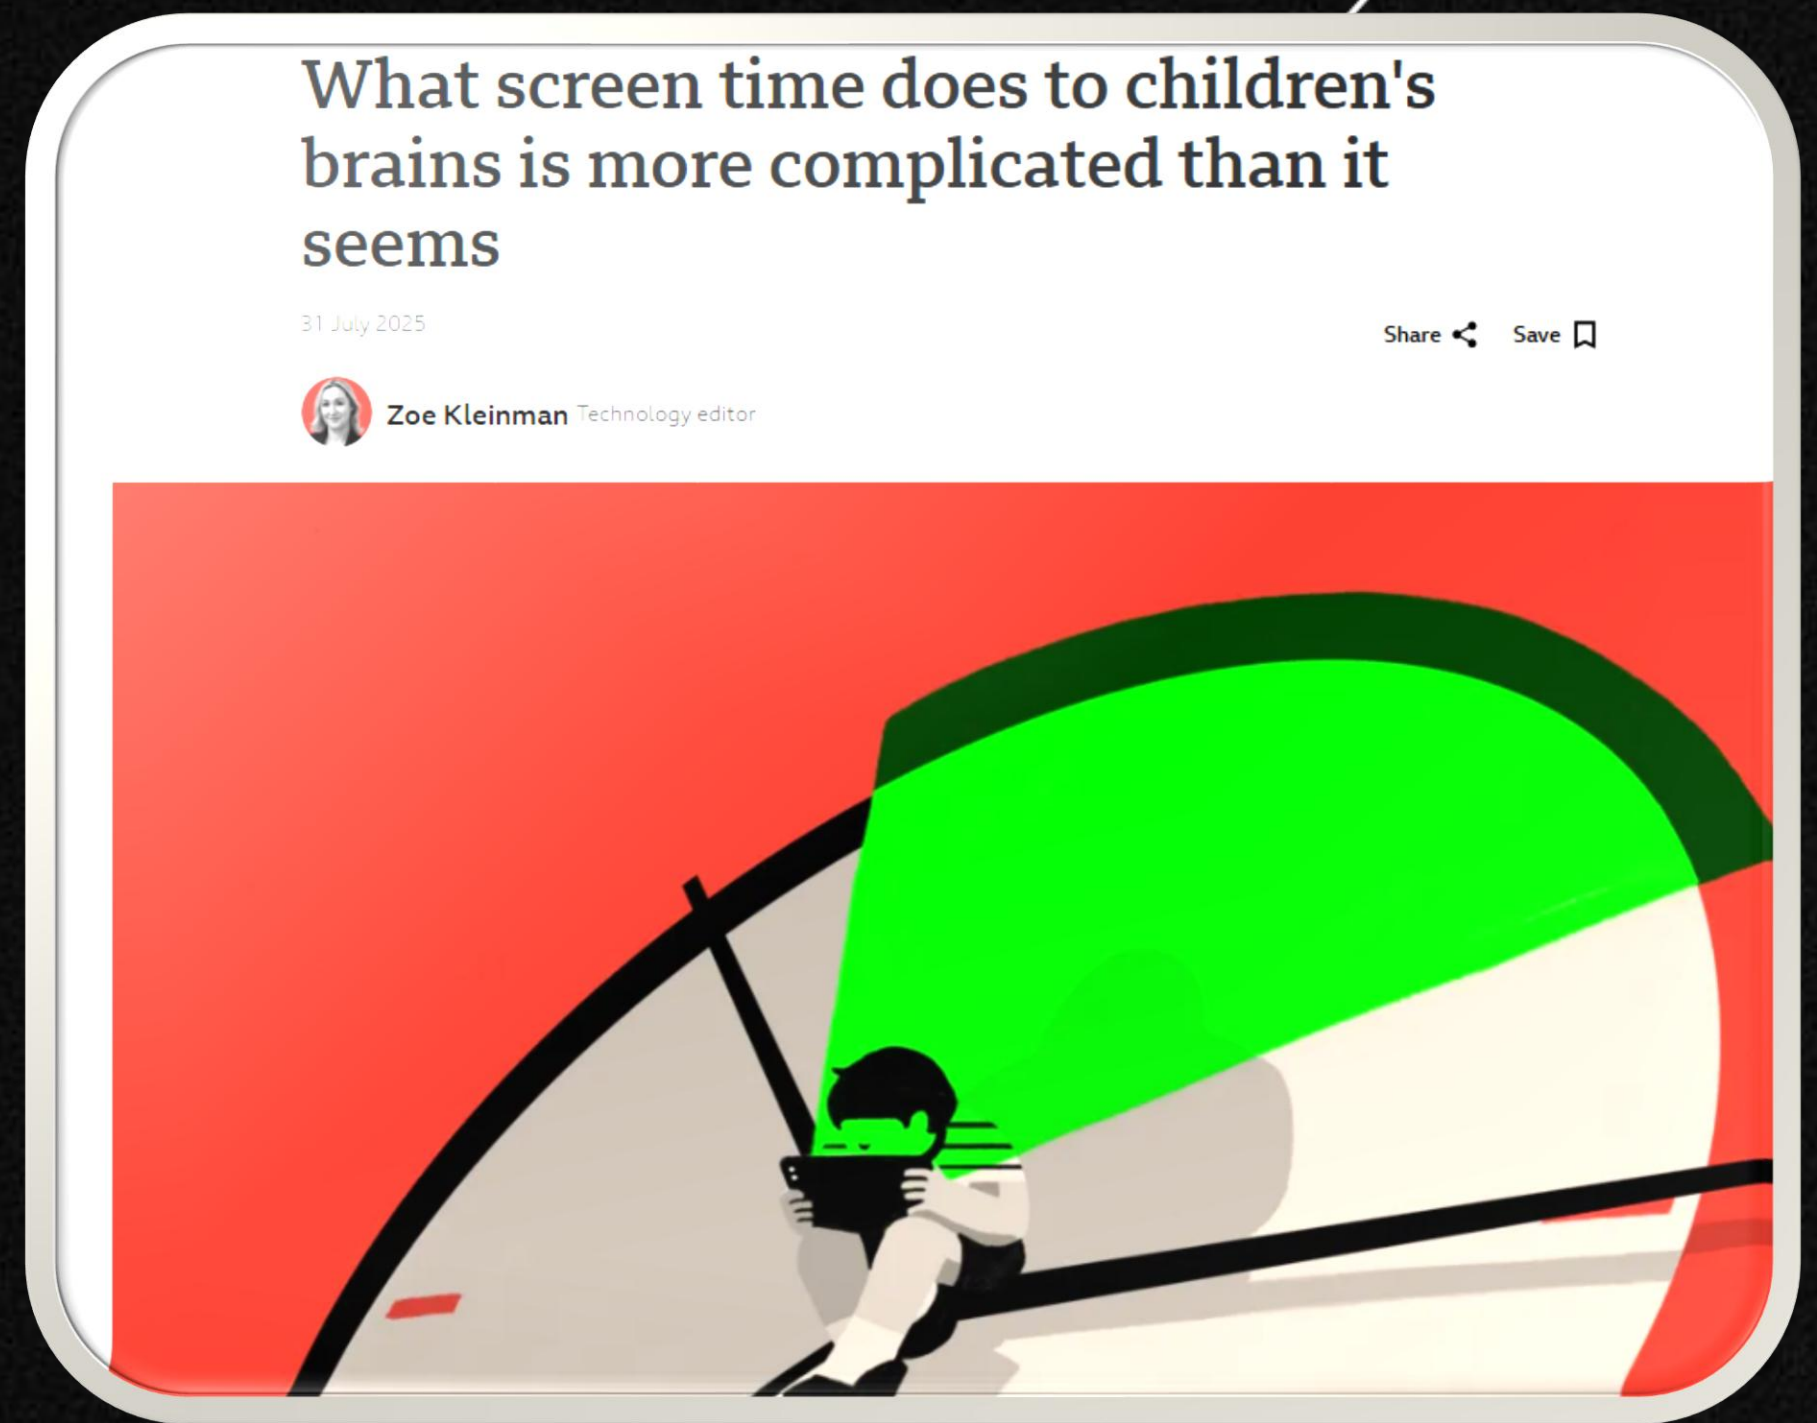 What screen time does to children's
brains is more complicated than it
seems
31 July 2025
Share Save
Zoe Kleinman Technology editor